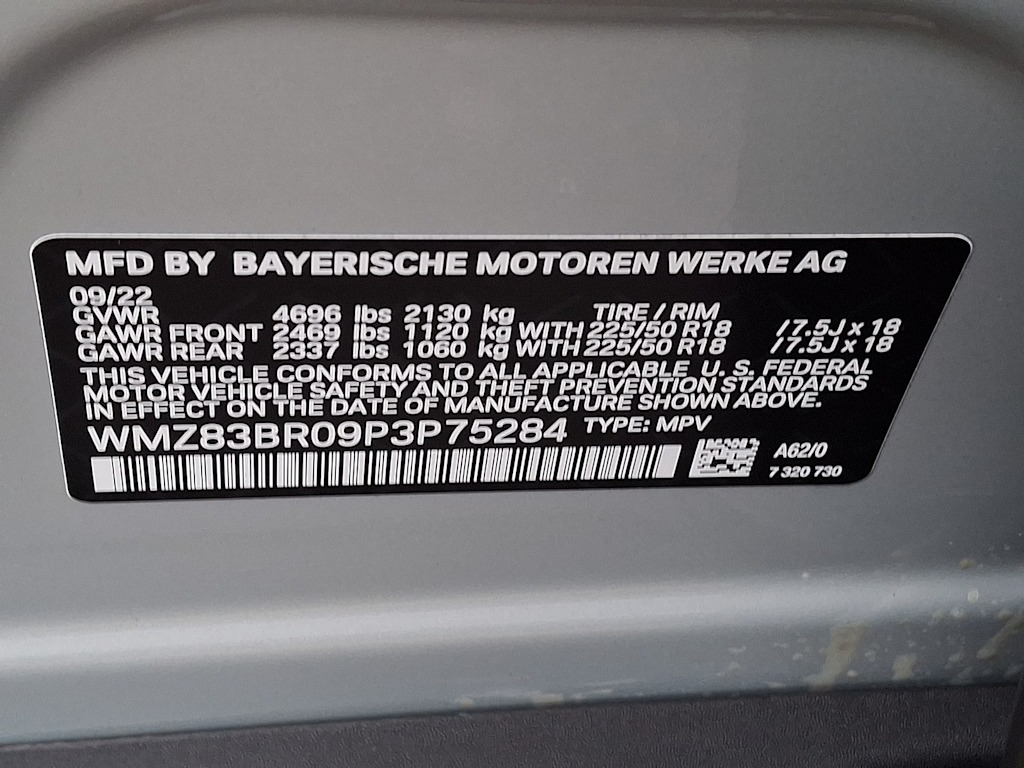 MFD BY BAYERISCHE MOTOREN WERKE AG
09/22
GVWR 4696 lbs 2130 kg TIRE / RIM
GAWR FRONT 2469 lbs 1120 kg WITH 225/50 R18 / 7.5J x 18
GAWR REAR 2337 lbs 1060 kg WITH 225/50 R18 / 7.5J x 18
THIS VEHICLE CONFORMS TO ALL APPLICABLE U. S. FEDERAL
MOTOR VEHICLE SAFETY AND THEFT PREVENTION STANDARDS
IN EFFECT ON THE DATE OF MANUFACTURE SHOWN ABOVE.
WMZ83BR09P3P75284 TYPE: MPV
A62/0
7 320 730